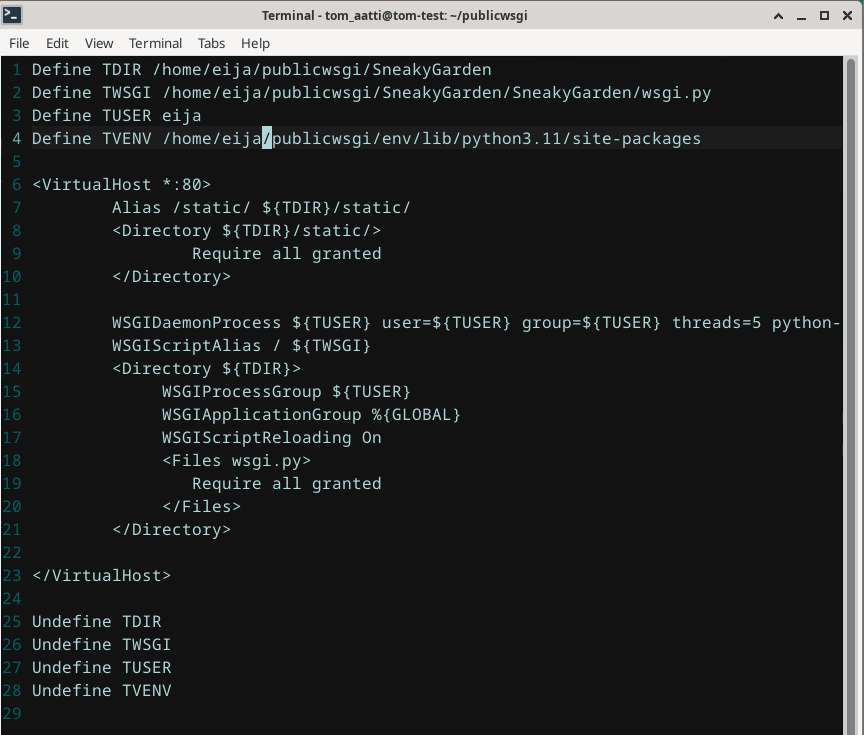 Terminal - tom_aatti@tom-test: ~/publicwsgi
File Edit View Terminal Tabs Help
1 Define TDIR /home/eija/publicwsgi/SneakyGarden
2 Define TWSGI /home/eija/publicwsgi/SneakyGarden/SneakyGarden/wsgi.py
3 Define TUSER eija
4 Define TVENV /home/eija/publicwsgi/env/lib/python3.11/site-packages
5
6 <VirtualHost *:80>
7         Alias /static/ ${TDIR}/static/
8         <Directory ${TDIR}/static/>
9                 Require all granted
10         </Directory>
11
12         WSGIDaemonProcess ${TUSER} user=${TUSER} group=${TUSER} threads=5 python-
13         WSGIScriptAlias / ${TWSGI}
14         <Directory ${TDIR}>
15              WSGIProcessGroup ${TUSER}
16              WSGIApplicationGroup %{GLOBAL}
17              WSGIScriptReloading On
18              <Files wsgi.py>
19                 Require all granted
20              </Files>
21         </Directory>
22
23 </VirtualHost>
24
25 Undefine TDIR
26 Undefine TWSGI
27 Undefine TUSER
28 Undefine TVENV
29